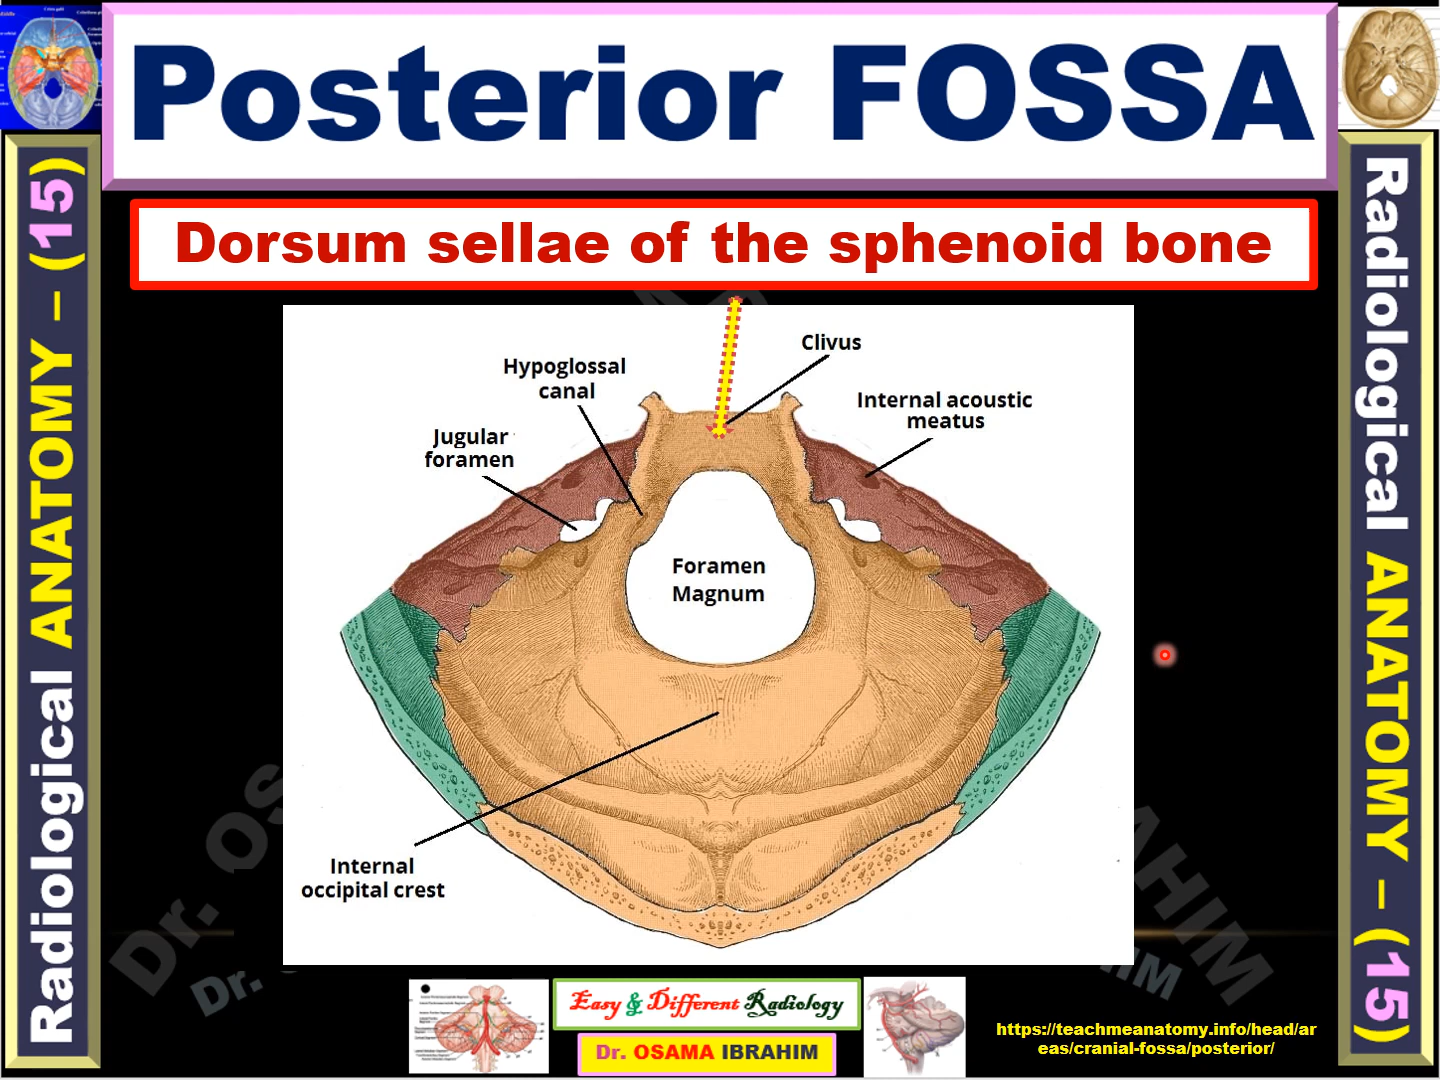 Posterior FOSSA
Dorsum sellae of the sphenoid bone
Radiological ANATOMY – (15)
Radiological ANATOMY – (15)
Clivus
Hypoglossal
canal
Internal acoustic
meatus
Jugular
foramen
Foramen
Magnum
Internal
occipital crest
Easy & Different Radiology
Dr. OSAMA IBRAHIM
https://teachmeanatomy.info/head/ar
eas/cranial-fossa/posterior/